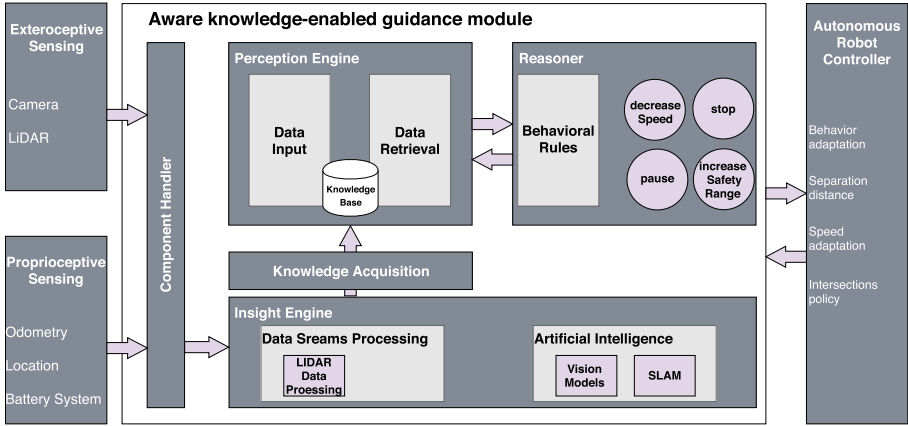 Exteroceptive
Sensing
Camera
LiDAR
Proprioceptive
Sensing
Odometry
Location
Battery System
Aware knowledge-enabled guidance module
Component Handler
Perception Engine
Data
Input
Data
Retrieval
Knowledge
Base
Reasoner
Behavioral
Rules
decrease
Speed
stop
pause
increase
Safety
Range
Knowledge Acquisition
Insight Engine
Data Sreams Processing
LIDAR
Data
Proessing
Artificial Intelligence
Vision
Models
SLAM
Autonomous
Robot
Controller
Behavior
adaptation
Separation
distance
Speed
adaptation
Intersections
policy